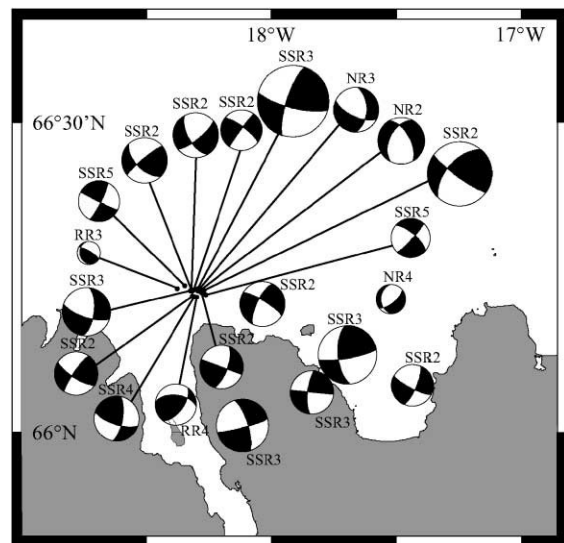 18°W 17°W
SSR3
NR3
NR2
SSR2
SSR2
SSR2
SSR2
66°30'N
SSR5
SSR5
RR3
SSR3
SSR2
NR4
SSR3
SSR2
SSR2
SSR2
SSR4
SSR3
RR4
66°N
SSR3